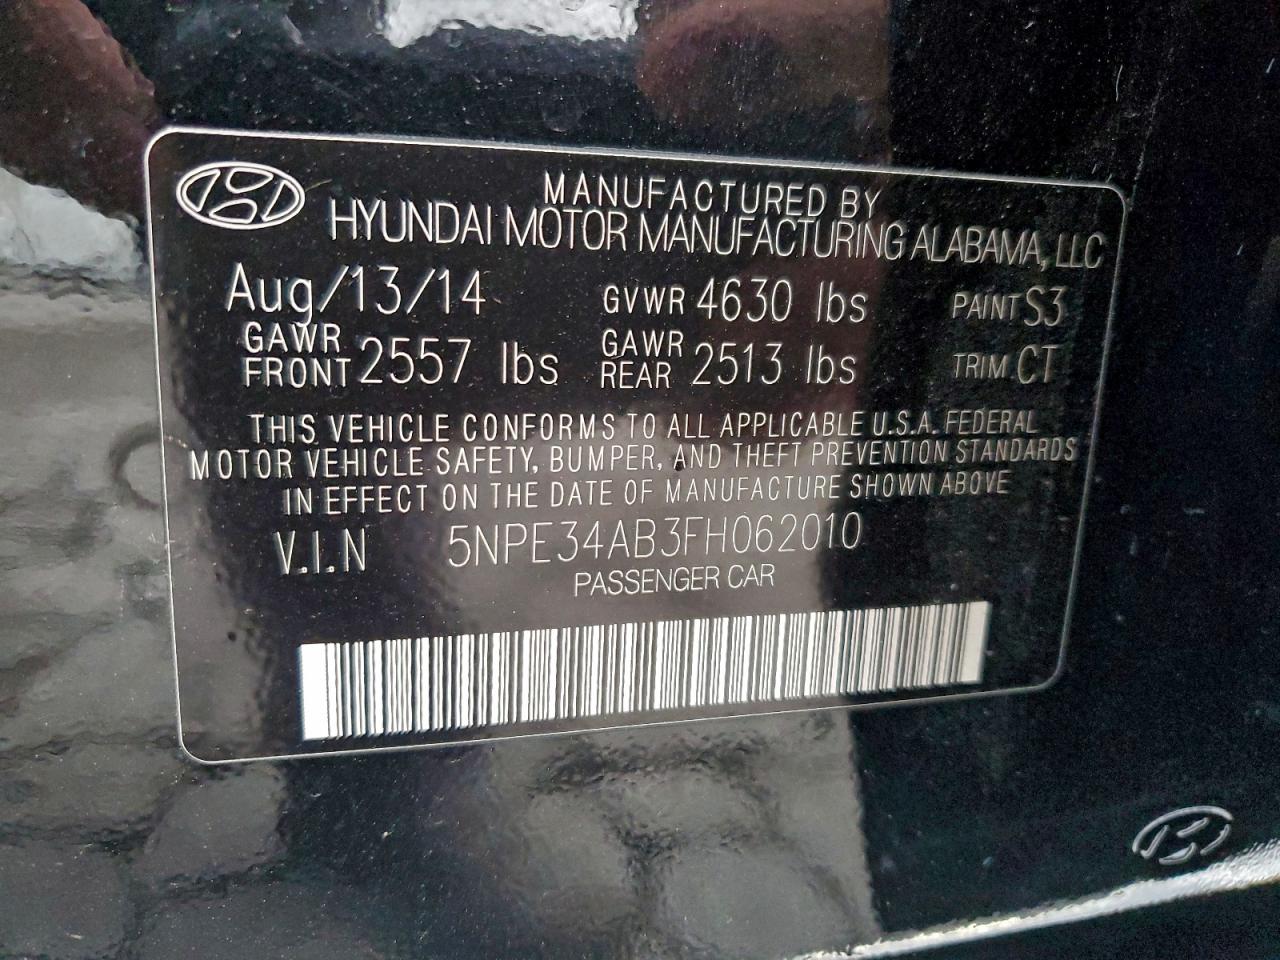 MANUFACTURED BY
HYUNDAI MOTOR MANUFACTURING ALABAMA, LLC
Aug/13/14 GVWR 4630 lbs PAINT S3
GAWR FRONT 2557 lbs GAWR REAR 2513 lbs TRIM CT
THIS VEHICLE CONFORMS TO ALL APPLICABLE U.S.A. FEDERAL
MOTOR VEHICLE SAFETY, BUMPER, AND THEFT PREVENTION STANDARDS
IN EFFECT ON THE DATE OF MANUFACTURE SHOWN ABOVE
V.I.N 5NPE34AB3FH062010
PASSENGER CAR